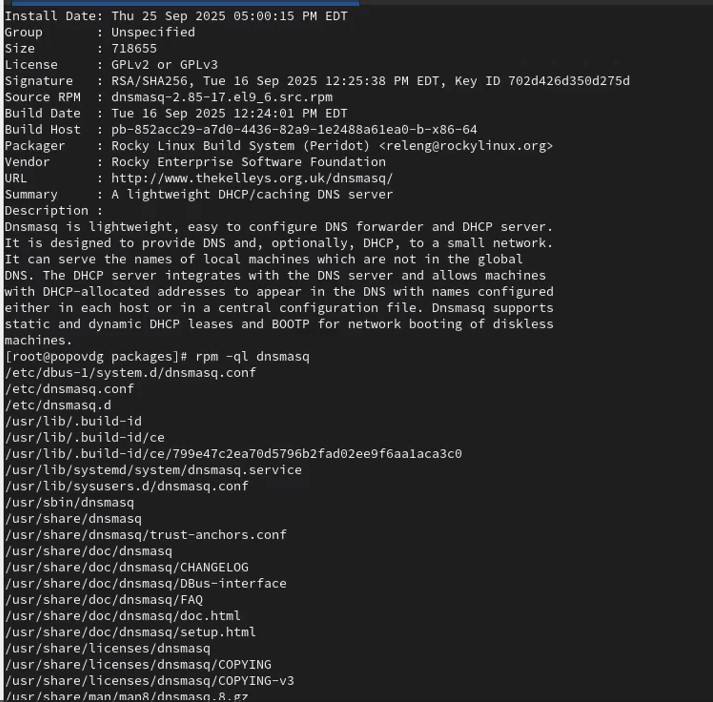 Install Date: Thu 25 Sep 2025 05:00:15 PM EDT
Group       : Unspecified
Size        : 718655
License     : GPLv2 or GPLv3
Signature   : RSA/SHA256, Tue 16 Sep 2025 12:25:38 PM EDT, Key ID 702d426d350d275d
Source RPM  : dnsmasq-2.85-17.el9_6.src.rpm
Build Date  : Tue 16 Sep 2025 12:24:01 PM EDT
Build Host  : pb-852acc29-a7d0-4436-82a9-1e2488a61ea0-b-x86-64
Packager    : Rocky Linux Build System (Peridot) <releng@rockylinux.org>
Vendor      : Rocky Enterprise Software Foundation
URL         : http://www.thekelleys.org.uk/dnsmasq/
Summary     : A lightweight DHCP/caching DNS server
Description :
Dnsmasq is lightweight, easy to configure DNS forwarder and DHCP server.
It is designed to provide DNS and, optionally, DHCP, to a small network.
It can serve the names of local machines which are not in the global
DNS. The DHCP server integrates with the DNS server and allows machines
with DHCP-allocated addresses to appear in the DNS with names configured
either in each host or in a central configuration file. Dnsmasq supports
static and dynamic DHCP leases and BOOTP for network booting of diskless
machines.
[root@popovdg packages]# rpm -ql dnsmasq
/etc/dbus-1/system.d/dnsmasq.conf
/etc/dnsmasq.conf
/etc/dnsmasq.d
/usr/lib/.build-id
/usr/lib/.build-id/ce
/usr/lib/.build-id/ce/799e47c2ea70d5796b2fad02ee9f6aa1aca3c0
/usr/lib/systemd/system/dnsmasq.service
/usr/lib/sysusers.d/dnsmasq.conf
/usr/sbin/dnsmasq
/usr/share/dnsmasq
/usr/share/dnsmasq/trust-anchors.conf
/usr/share/doc/dnsmasq
/usr/share/doc/dnsmasq/CHANGELOG
/usr/share/doc/dnsmasq/DBus-interface
/usr/share/doc/dnsmasq/FAQ
/usr/share/doc/dnsmasq/doc.html
/usr/share/doc/dnsmasq/setup.html
/usr/share/licenses/dnsmasq
/usr/share/licenses/dnsmasq/COPYING
/usr/share/licenses/dnsmasq/COPYING-v3
/usr/share/man/man8/dnsmasq.8.gz